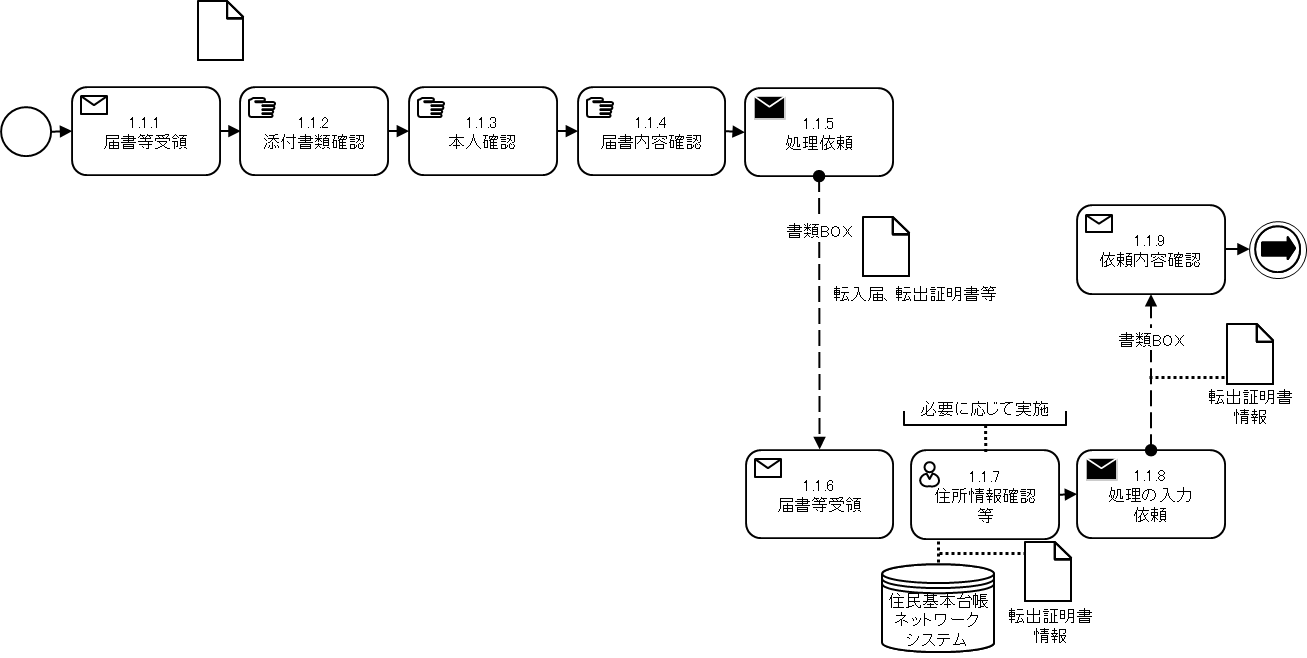 1.1.1
届書等受領
1.1.2
添付書類確認
1.1.3
本人確認
1.1.4
届書内容確認
1.1.5
処理依頼
書類BOX
転入届、転出証明書等
1.1.9
依頼内容確認
書類BOX
転出証明書
情報
必要に応じて実施
1.1.6
届書等受領
1.1.7
住所情報確認
等
1.1.8
処理の入力
依頼
住民基本台帳
ネットワーク
システム
転出証明書
情報